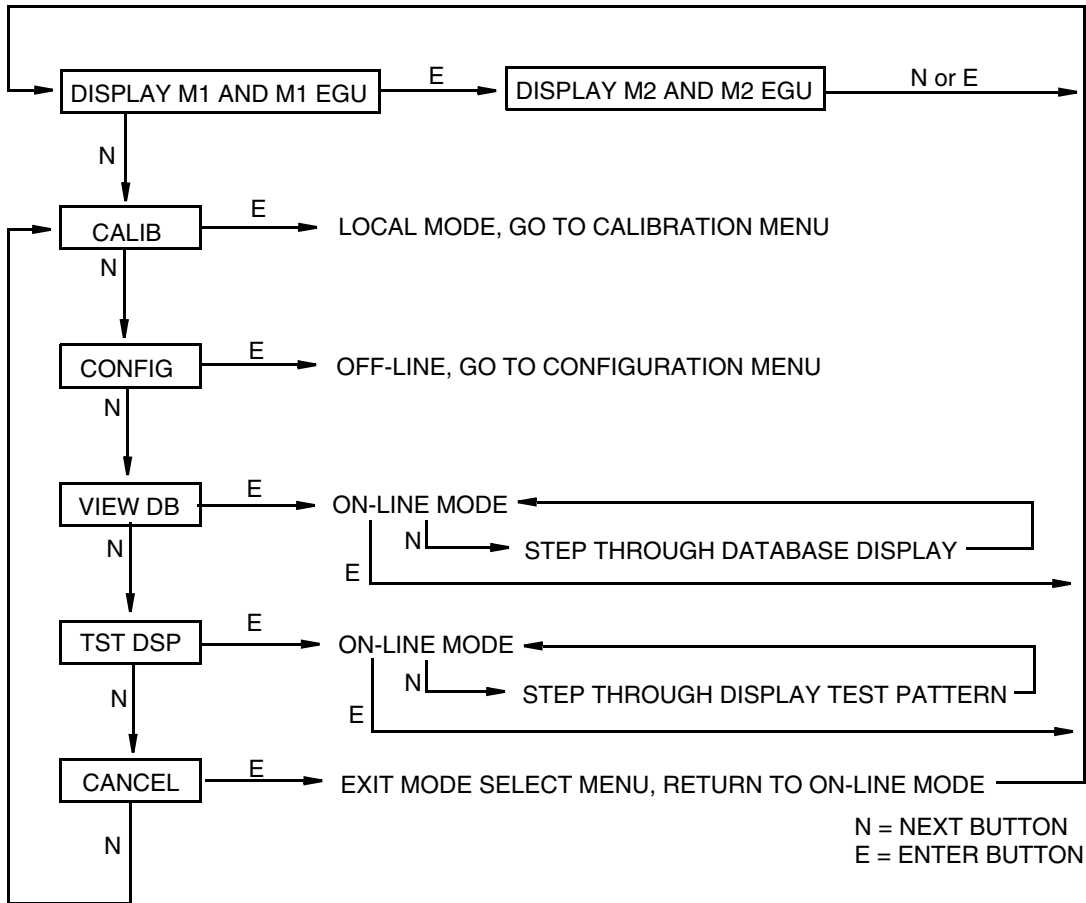 DISPLAY M1 AND M1 EGU
E
DISPLAY M2 AND M2 EGU
N or E
N
CALIB
E
LOCAL MODE, GO TO CALIBRATION MENU
N
CONFIG
E
OFF-LINE, GO TO CONFIGURATION MENU
N
VIEW DB
E
ON-LINE MODE
N
STEP THROUGH DATABASE DISPLAY
E
N
TST DSP
E
ON-LINE MODE
N
STEP THROUGH DISPLAY TEST PATTERN
E
N
CANCEL
E
EXIT MODE SELECT MENU, RETURN TO ON-LINE MODE
N
N = NEXT BUTTON
E = ENTER BUTTON